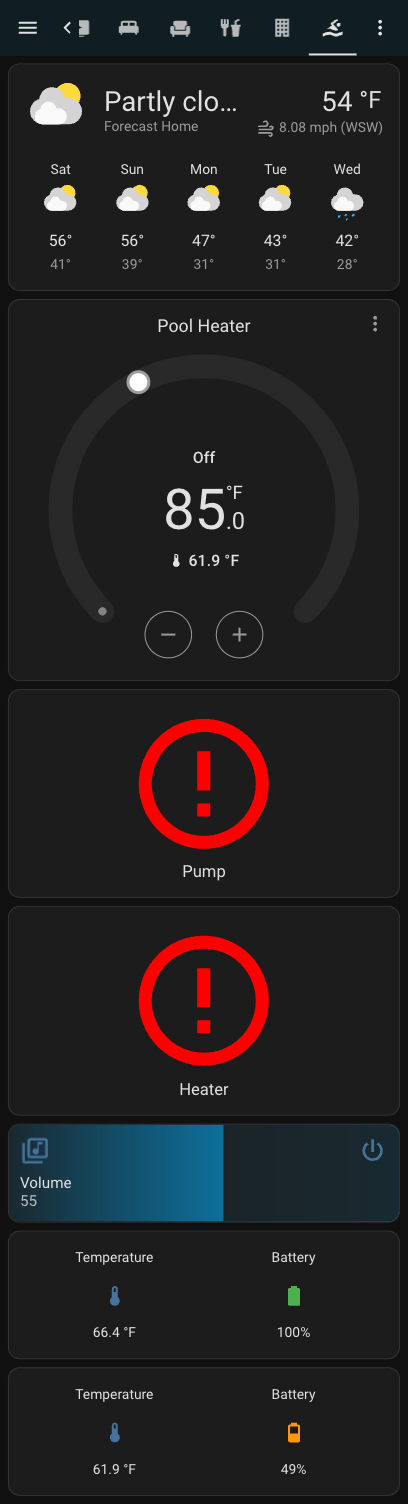 Partly clo...
54 °F
Forecast Home
8.08 mph (WSW)
Sat Sun Mon Tue Wed
56° 56° 47° 43° 42°
41° 39° 31° 31° 28°
Pool Heater
Off
85.0 °F
61.9 °F
Pump
Heater
Volume
55
Temperature Battery
66.4 °F 100%
Temperature Battery
61.9 °F 49%